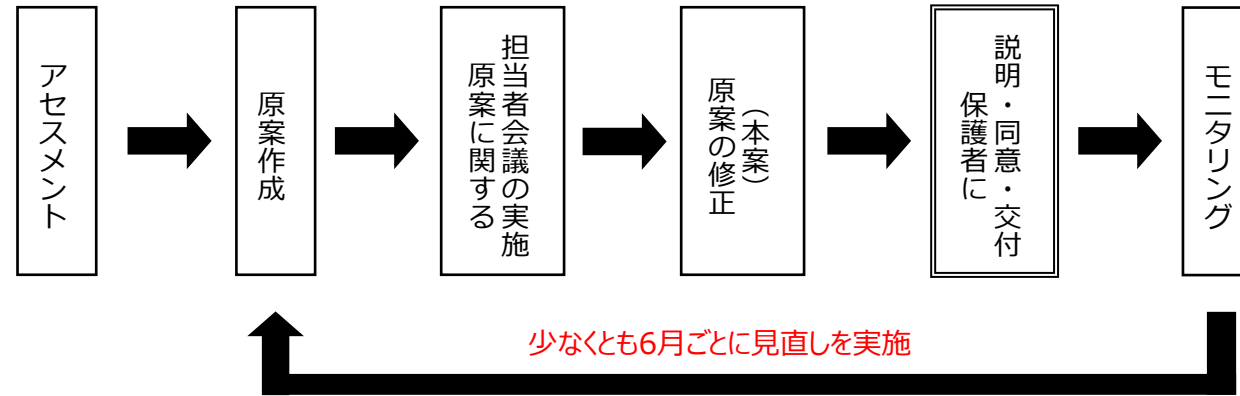 アセスメント
原案作成
担当者会議の実施
原案に関する
(本案)
原案の修正
説明・同意・交付
保護者に
モニタリング
少なくとも6月ごとに見直しを実施